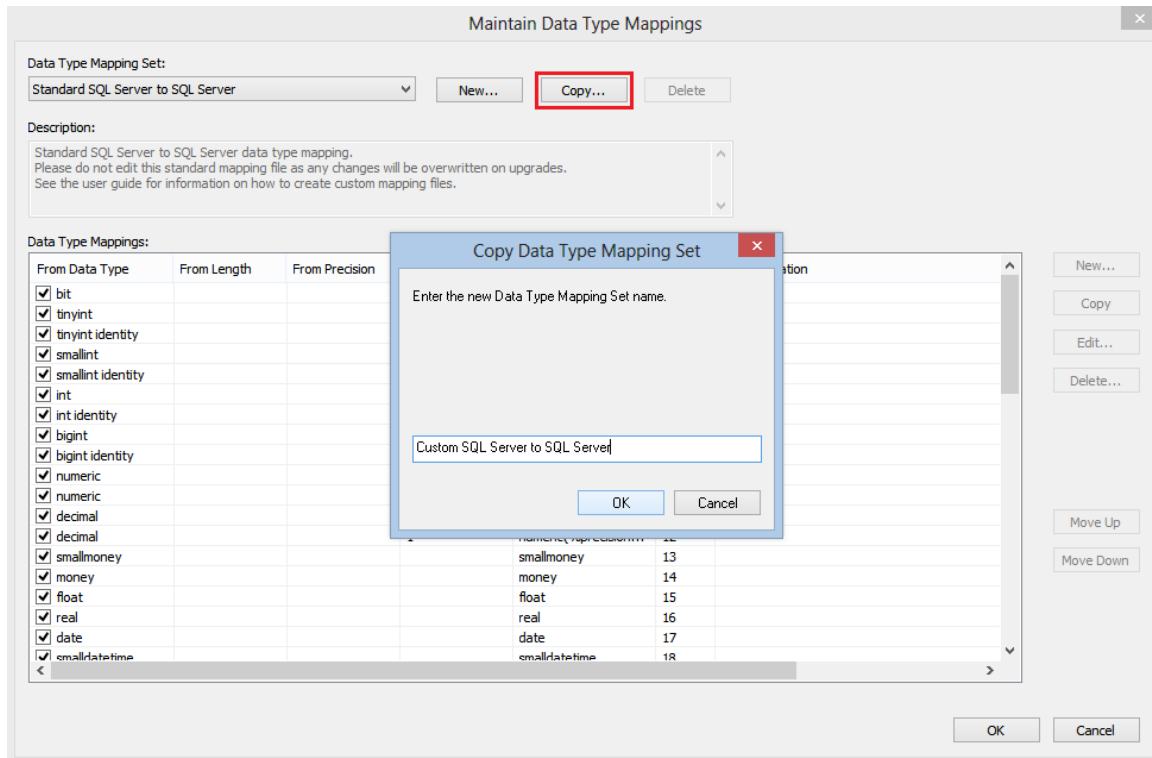 Maintain Data Type Mappings
Data Type Mapping Set:
Standard SQL Server to SQL Server
New...
Copy...
Delete
Description:
Standard SQL Server to SQL Server data type mapping.
Please do not edit this standard mapping file as any changes will be overwritten on upgrades.
See the user guide for information on how to create custom mapping files.
Data Type Mappings:
From Data Type From Length From Precision
bit
tinyint
tinyint identity
smallint
smallint identity
int
int identity
bigint
bigint identity
numeric
numeric
decimal
decimal 12
smallmoney smallmoney 13
money money 14
float float 15
real real 16
date date 17
smalldatetime smalldatetime 18
Copy Data Type Mapping Set
Enter the new Data Type Mapping Set name.
Custom SQL Server to SQL Server
OK
Cancel
New...
Copy
Edit...
Delete...
Move Up
Move Down
OK
Cancel